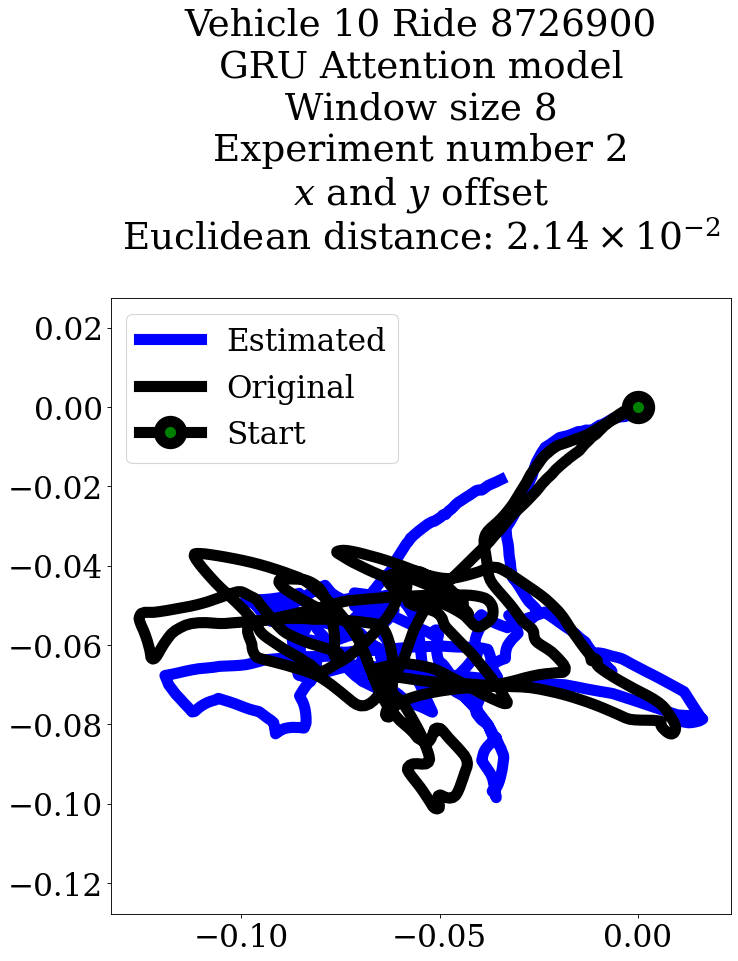 Vehicle 10 Ride 8726900
GRU Attention model
Window size 8
Experiment number 2
x and y offset
Euclidean distance: 2.14 × 10⁻²
Estimated
Original
Start
0.02
0.00
−0.02
−0.04
−0.06
−0.08
−0.10
−0.12
−0.10 −0.05 0.00